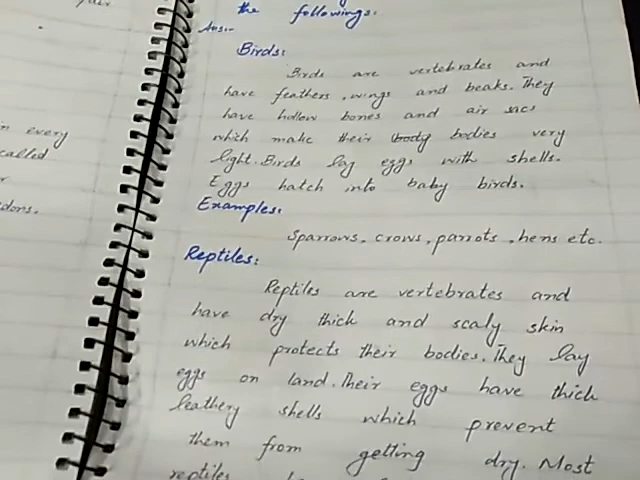 the followings:
Ans:-
Birds:
Birds are vertebrates and
have feathers, wings and beaks. They
have hollow bones and air sacs
which make their body bodies very
light. Birds lay eggs with shells.
Eggs hatch into baby birds.
Examples:
Sparrows, crows, parrots, hens etc.
Reptiles:
Reptiles are vertebrates and
have dry thick and scaly skin
which protects their bodies. They lay
eggs on land. Their eggs have thick
leathery shells which prevent
them from getting dry. Most
reptiles
n every
called
dons.